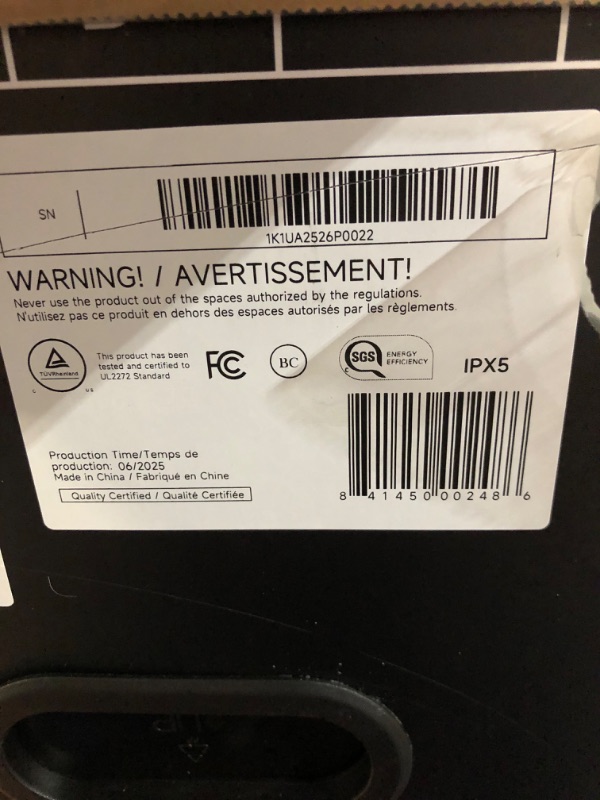 SN
1K1UA2526P0022
WARNING! / AVERTISSEMENT!
Never use the product out of the spaces authorized by the regulations.
N'utilisez pas ce produit en dehors des espaces autorisés par les règlements.
TÜVRheinland
C US
This product has been
tested and certified to
UL2272 Standard
FC
BC
SGS
C
ENERGY
EFFICIENCY
IPX5
Production Time/Temps de
production: 06/2025
Made in China / Fabriqué en Chine
Quality Certified / Qualité Certifiée
8 41450 00248 6